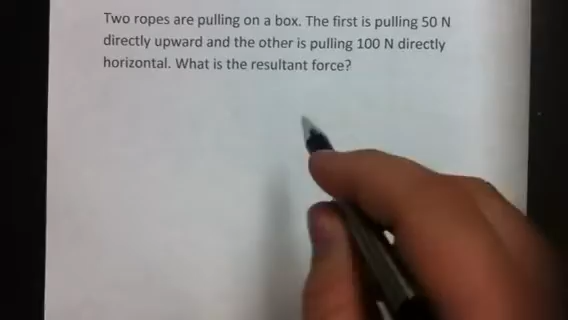 Two ropes are pulling on a box. The first is pulling 50 N
directly upward and the other is pulling 100 N directly
horizontal. What is the resultant force?